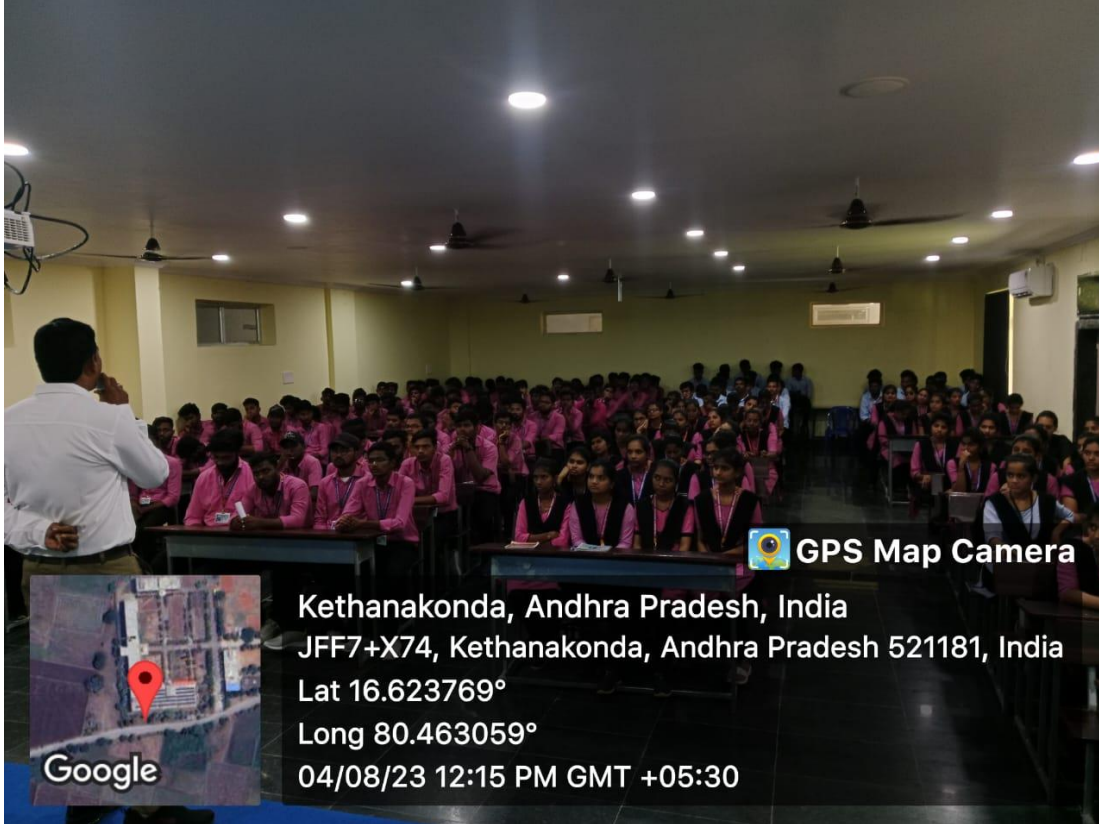 GPS Map Camera
Kethanakonda, Andhra Pradesh, India
JFF7+X74, Kethanakonda, Andhra Pradesh 521181, India
Lat 16.623769°
Long 80.463059°
04/08/23 12:15 PM GMT +05:30
Google